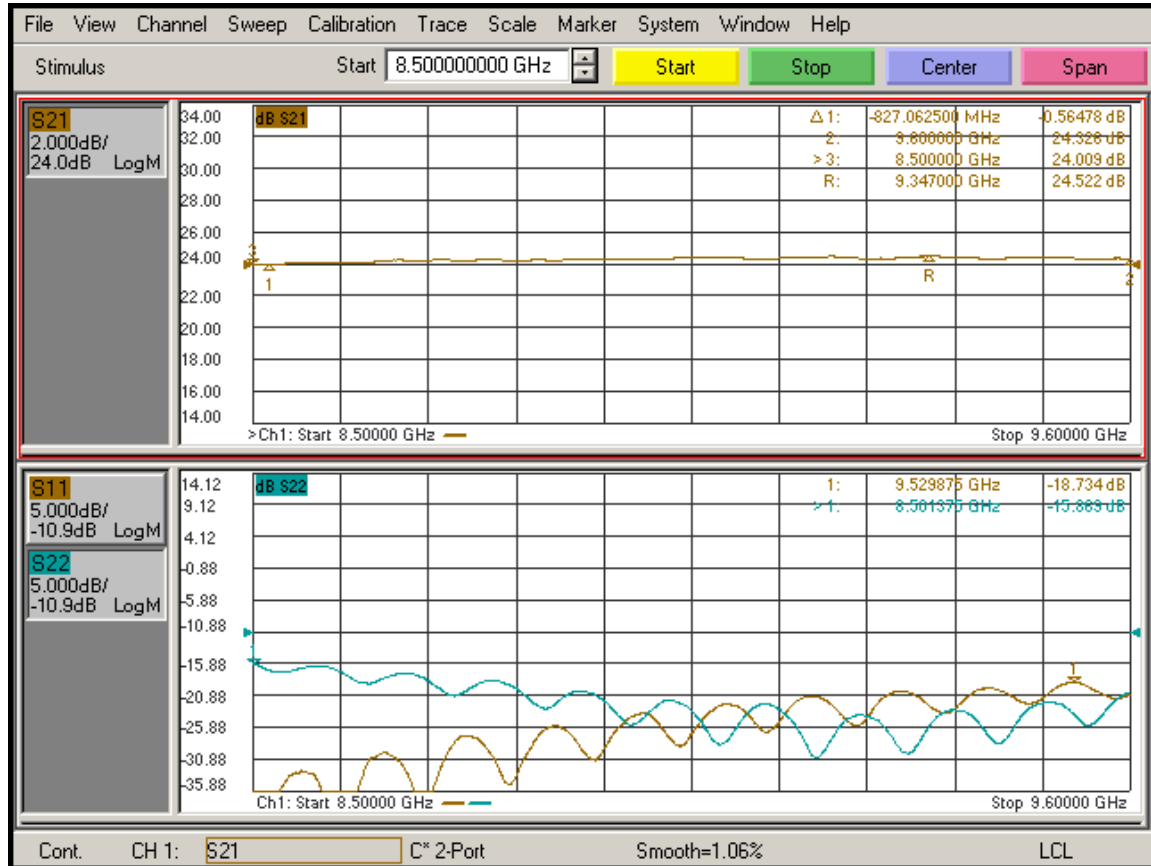 File View Channel Sweep Calibration Trace Scale Marker System Window Help
Stimulus Start 8.500000000 GHz Start Stop Center Span
S21
2.000dB/
24.0dB LogM
34.00
32.00
30.00
28.00
26.00
24.00
22.00
20.00
18.00
16.00
14.00
dB S21
Δ 1: -827.062500 MHz -0.56478 dB
2: 9.600000 GHz 24.326 dB
> 3: 8.500000 GHz 24.009 dB
R: 9.347000 GHz 24.522 dB
3
1
R
2
>Ch1: Start 8.50000 GHz Stop 9.60000 GHz
S11
5.000dB/
-10.9dB LogM
S22
5.000dB/
-10.9dB LogM
14.12
9.12
4.12
-0.88
-5.88
-10.88
-15.88
-20.88
-25.88
-30.88
-35.88
dB S22
1: 9.529875 GHz -18.734 dB
> 1: 8.501375 GHz -15.869 dB
1
Ch1: Start 8.50000 GHz Stop 9.60000 GHz
Cont. CH 1: S21 C* 2-Port Smooth=1.06% LCL